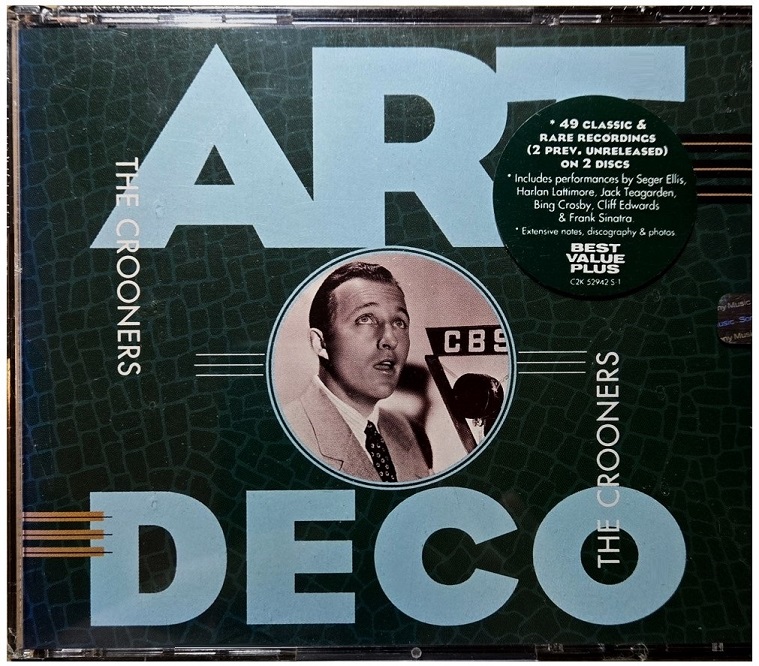 ART
* 49 CLASSIC &
RARE RECORDINGS
(2 PREV. UNRELEASED)
ON 2 DISCS
* Includes performances by Seger Ellis,
Harlan Lattimore, Jack Teagarden,
Bing Crosby, Cliff Edwards
& Frank Sinatra.
* Extensive notes, discography & photos
BEST
VALUE
PLUS
C2K 52942 S-1
THE CROONERS
CBS
THE CROONERS
DECO